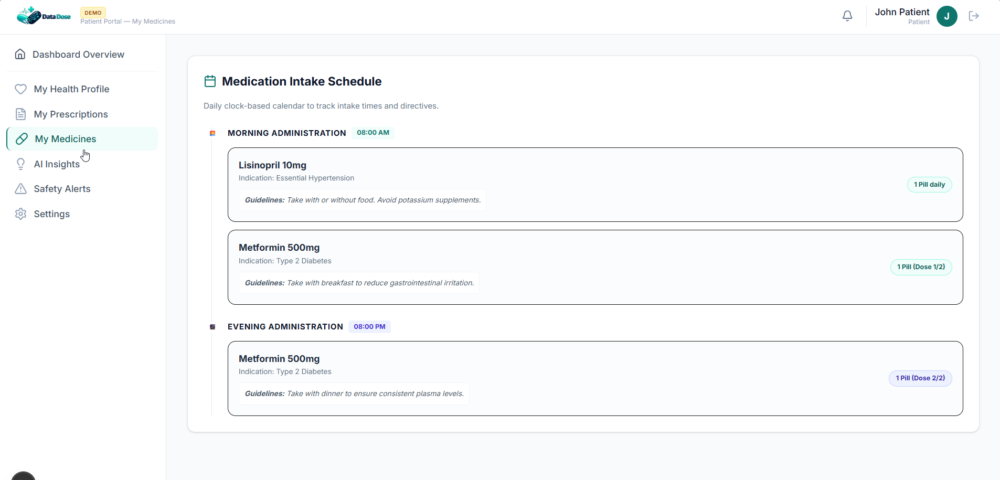 Data Dose
DEMO
Patient Portal — My Medicines
John Patient
Patient
J
Dashboard Overview
My Health Profile
My Prescriptions
My Medicines
AI Insights
Safety Alerts
Settings
Medication Intake Schedule
Daily clock-based calendar to track intake times and directives.
MORNING ADMINISTRATION 08:00 AM
Lisinopril 10mg
Indication: Essential Hypertension
Guidelines: Take with or without food. Avoid potassium supplements.
1 Pill daily
Metformin 500mg
Indication: Type 2 Diabetes
Guidelines: Take with breakfast to reduce gastrointestinal irritation.
1 Pill (Dose 1/2)
EVENING ADMINISTRATION 08:00 PM
Metformin 500mg
Indication: Type 2 Diabetes
Guidelines: Take with dinner to ensure consistent plasma levels.
1 Pill (Dose 2/2)